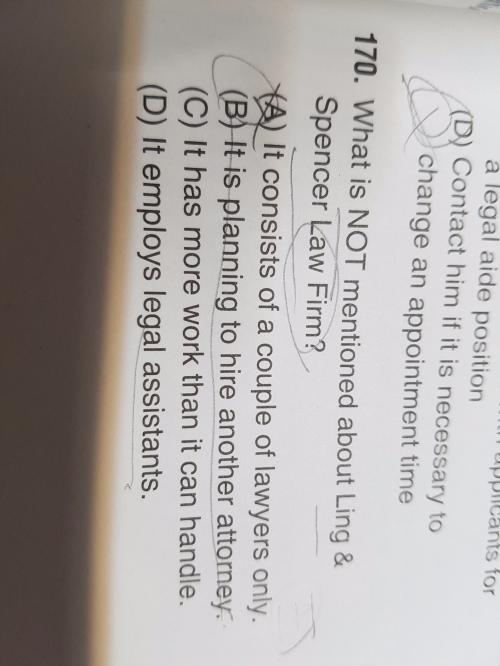 applicants for
a legal aide position
(D) Contact him if it is necessary to
change an appointment time
170. What is NOT mentioned about Ling &
Spencer Law Firm?
(A) It consists of a couple of lawyers only.
(B) It is planning to hire another attorney.
(C) It has more work than it can handle.
(D) It employs legal assistants.